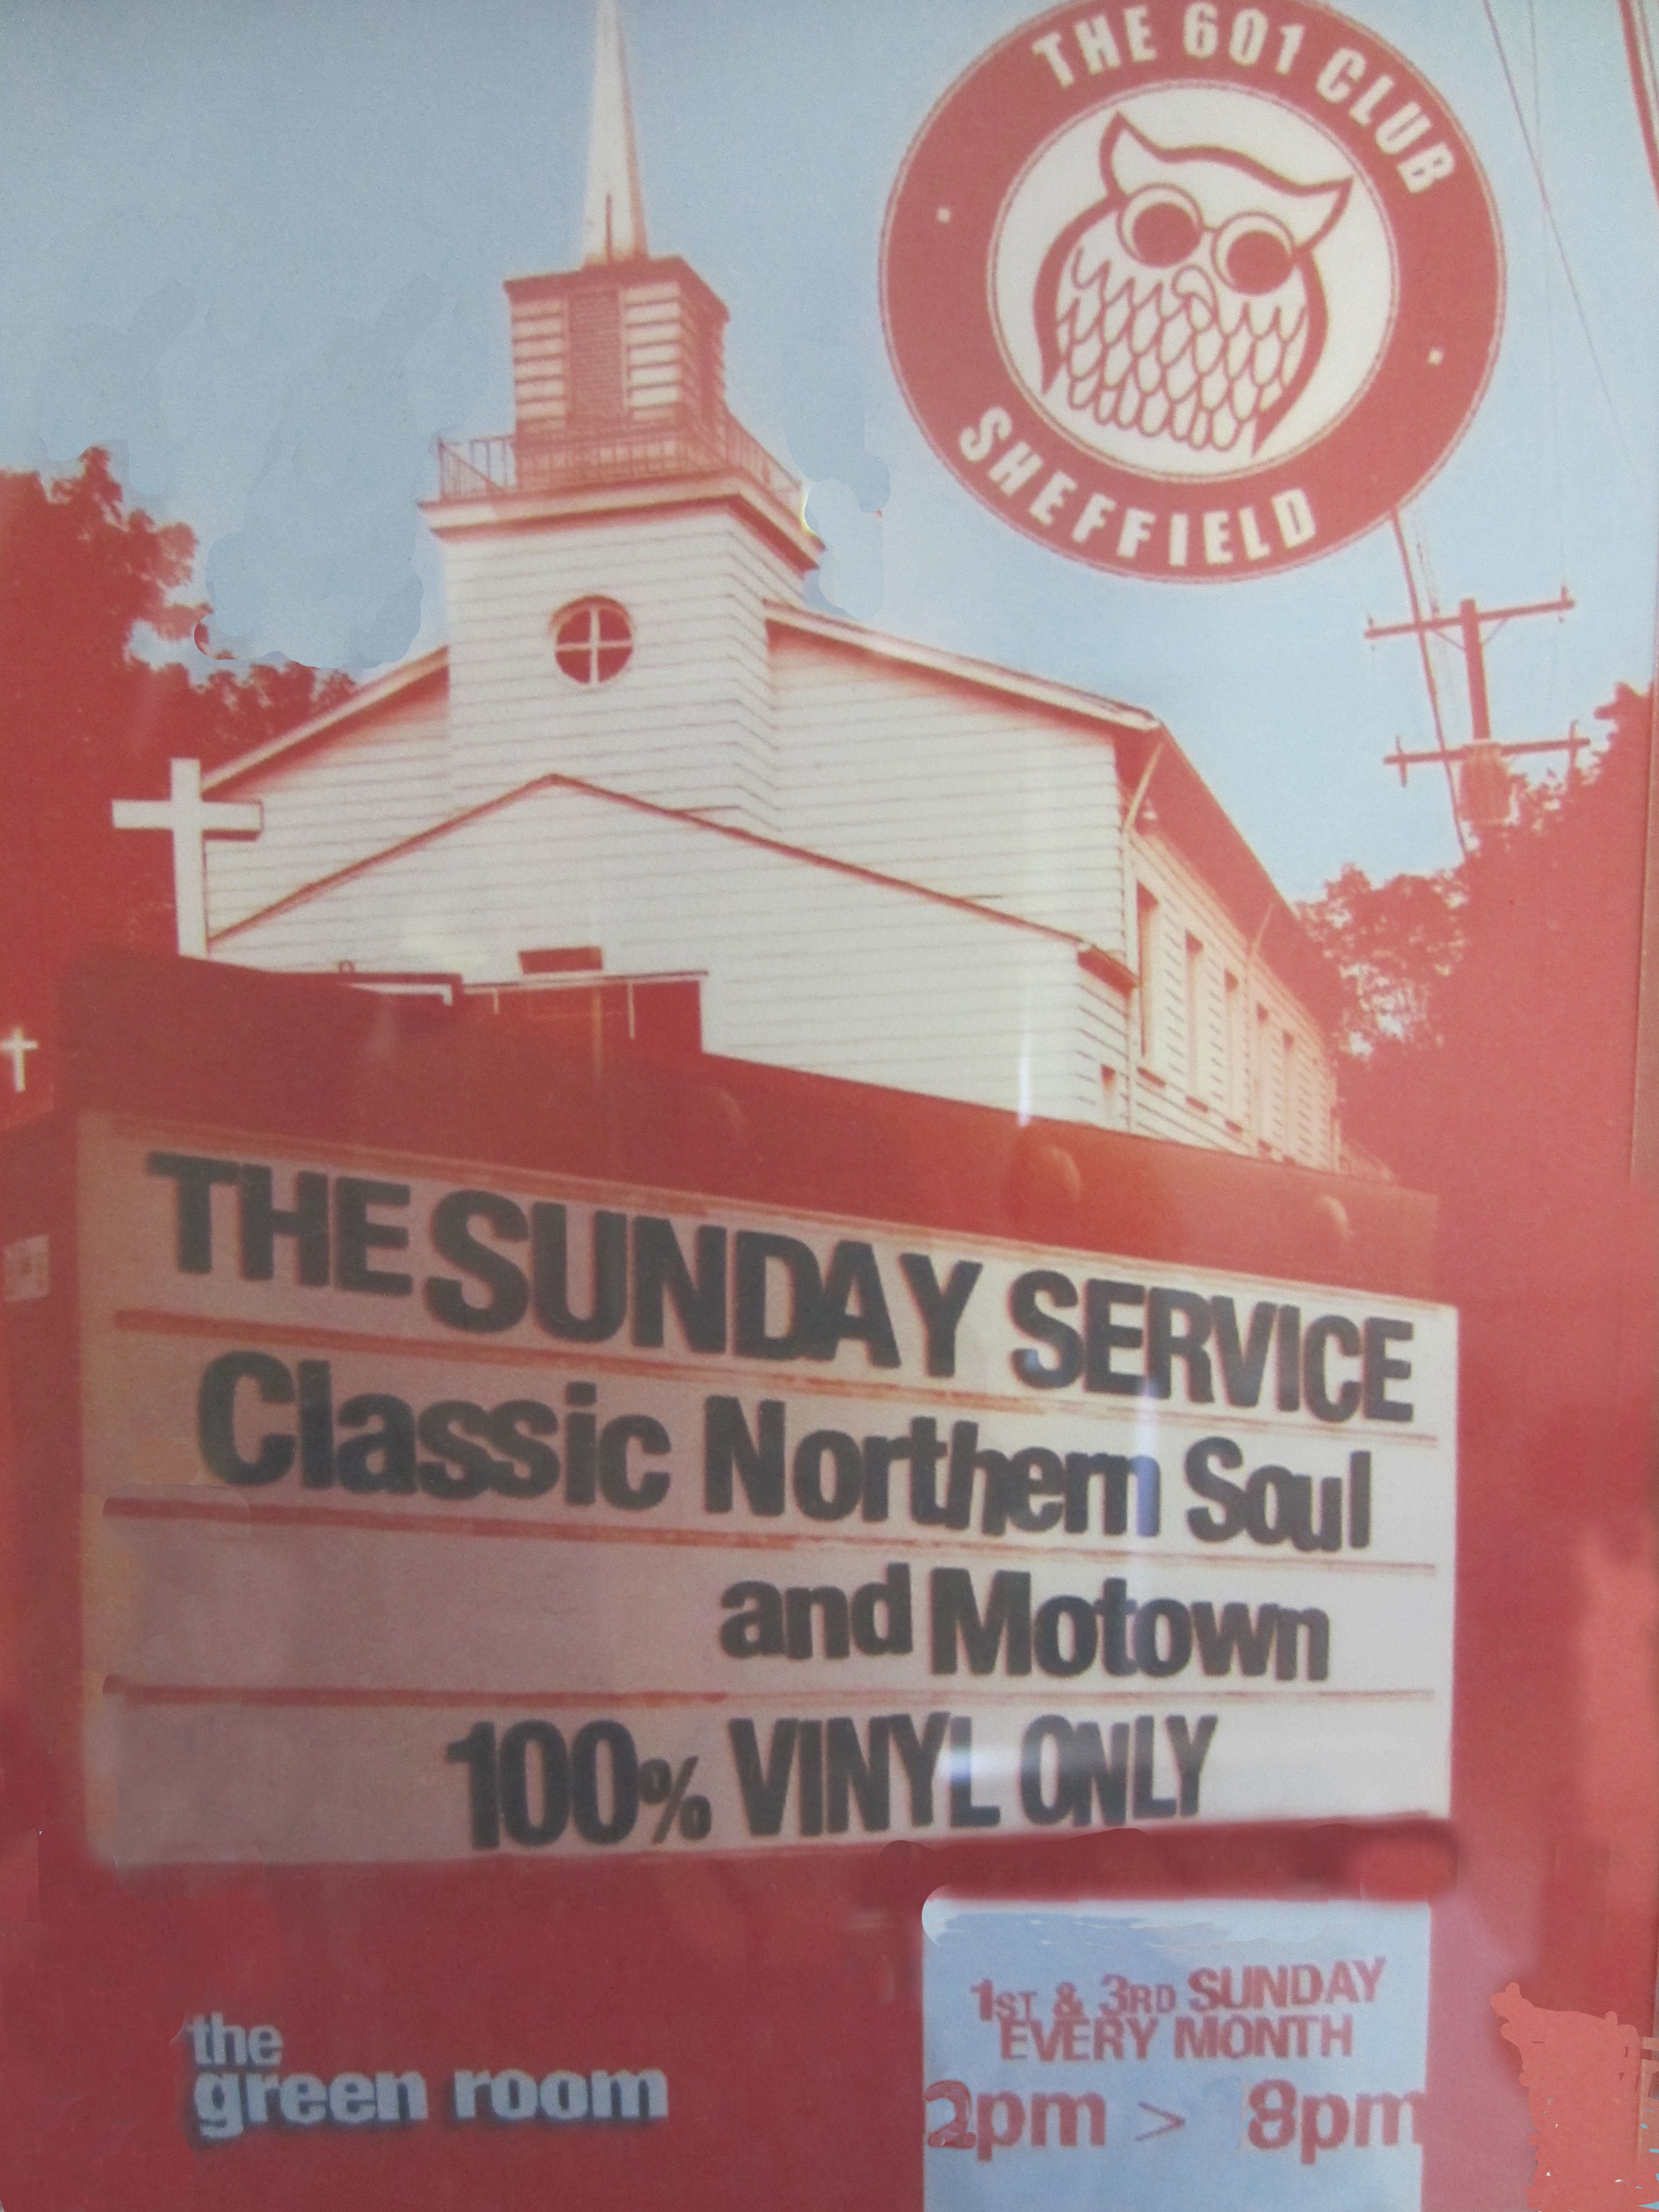 THE 601 CLUB
SHEFFIELD
THE SUNDAY SERVICE
Classic Northern Soul
and Motown
100% VINYL ONLY
1ST & 3RD SUNDAY
EVERY MONTH
2pm > 8pm
the
green room